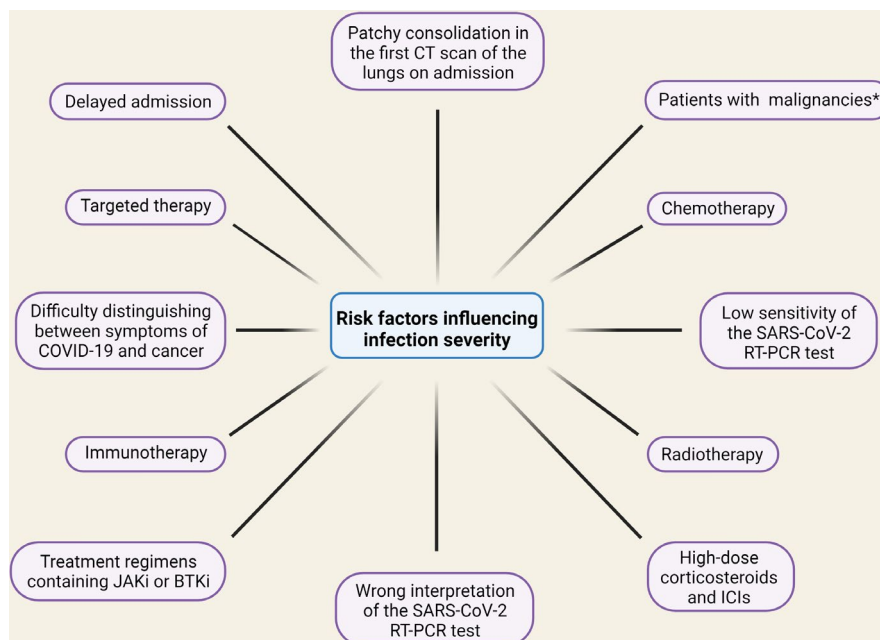 Patchy consolidation in
the first CT scan of the
lungs on admission
Delayed admission
Patients with malignancies*
Targeted therapy
Chemotherapy
Difficulty distinguishing
between symptoms of
COVID-19 and cancer
Risk factors influencing
infection severity
Low sensitivity of
the SARS-CoV-2
RT-PCR test
Immunotherapy
Radiotherapy
Treatment regimens
containing JAKi or BTKi
Wrong interpretation
of the SARS-CoV-2
RT-PCR test
High-dose
corticosteroids
and ICIs